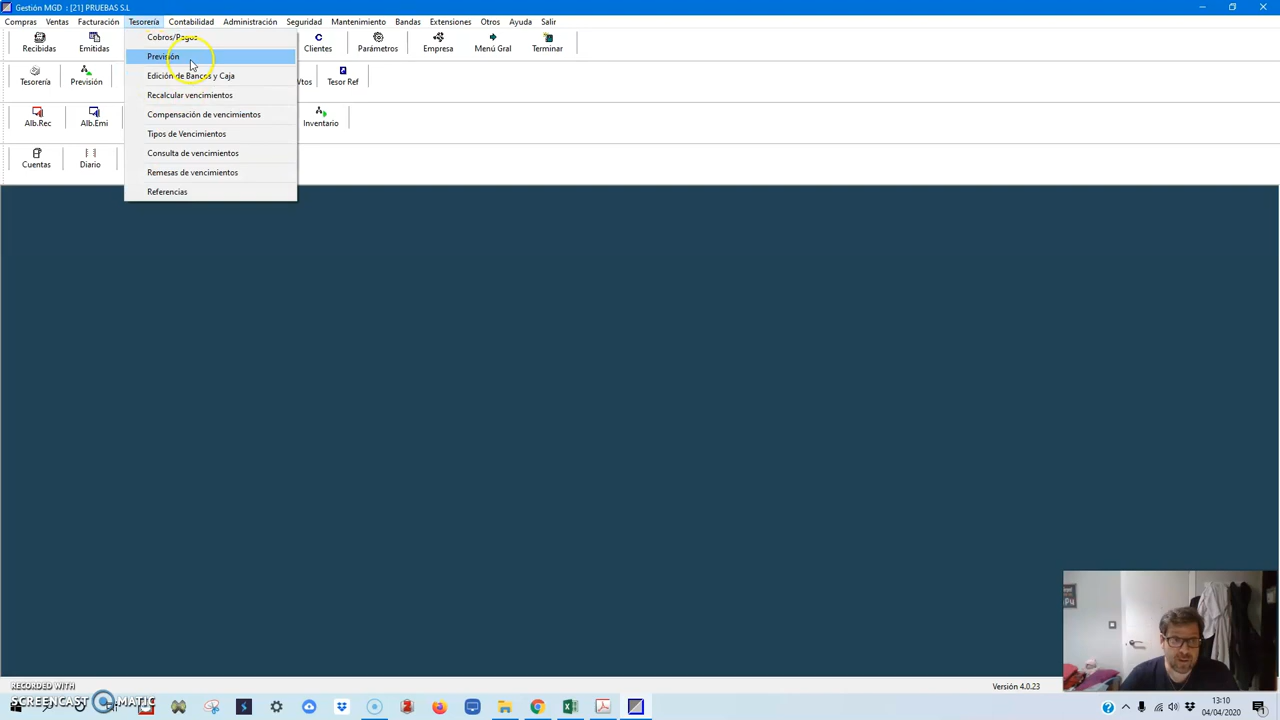 Gestión MGD : [21] PRUEBAS S.L
Compras Ventas Facturación Tesorería Contabilidad Administración Seguridad Mantenimiento Bandas Extensiones Otros Ayuda Salir
Recibidas Emitidas Clientes Parámetros Empresa Menú Gral Terminar
Cobros/Pagos
Previsión
Edición de Bancos y Caja
Recalcular vencimientos
Compensación de vencimientos
Tipos de Vencimientos
Consulta de vencimientos
Remesas de vencimientos
Referencias
Tesorería Previsión Vtos Tesor Ref
Alb.Rec Alb.Emi Inventario
Cuentas Diario
Versión 4.0.23
RECORDED WITH
SCREENCAST MATIC
13:10
04/04/2020